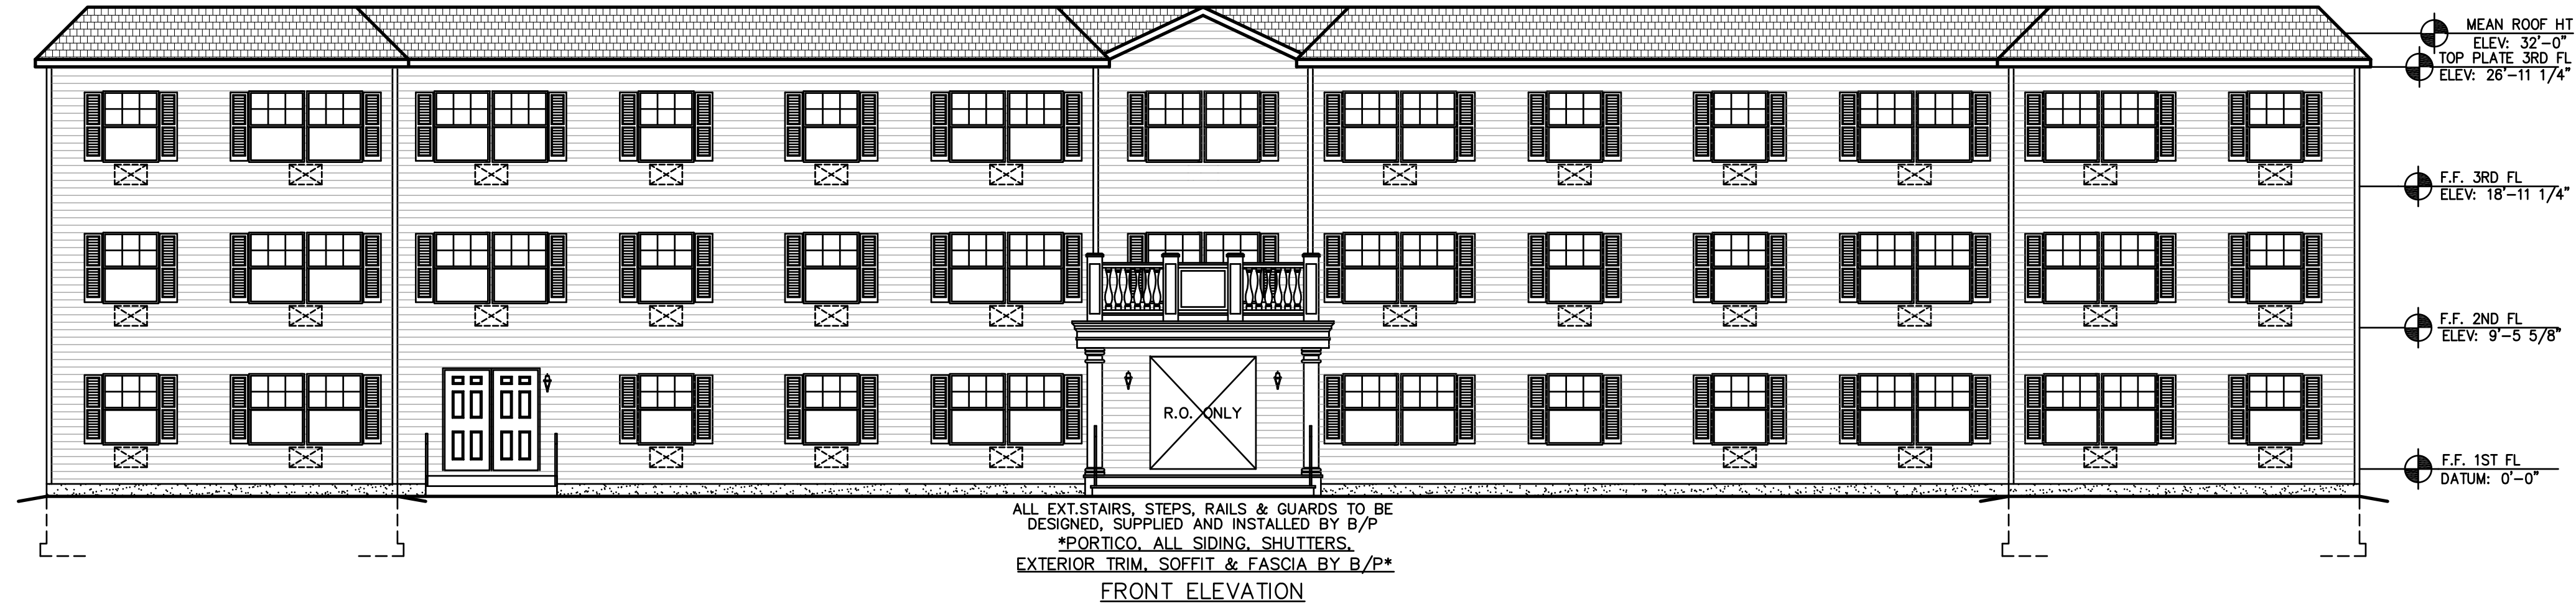 MEAN ROOF HT
ELEV: 32'-0"
TOP PLATE 3RD FL
ELEV: 26'-11 1/4"
F.F. 3RD FL
ELEV: 18'-11 1/4"
F.F. 2ND FL
ELEV: 9'-5 5/8"
R.O. ONLY
F.F. 1ST FL
DATUM: 0'-0"
ALL EXT.STAIRS, STEPS, RAILS & GUARDS TO BE
DESIGNED, SUPPLIED AND INSTALLED BY B/P
*PORTICO, ALL SIDING, SHUTTERS,
EXTERIOR TRIM, SOFFIT & FASCIA BY B/P*
FRONT ELEVATION